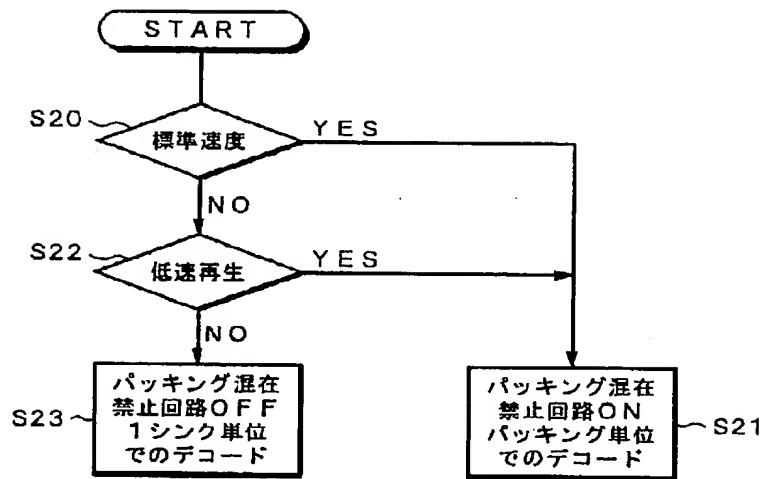 START
S20
標準速度
YES
NO
S22
低速再生
YES
NO
S23
パッキング混在
禁止回路OFF
1シンク単位
でのデコード
パッキング混在
禁止回路ON
パッキング単位
でのデコード
S21